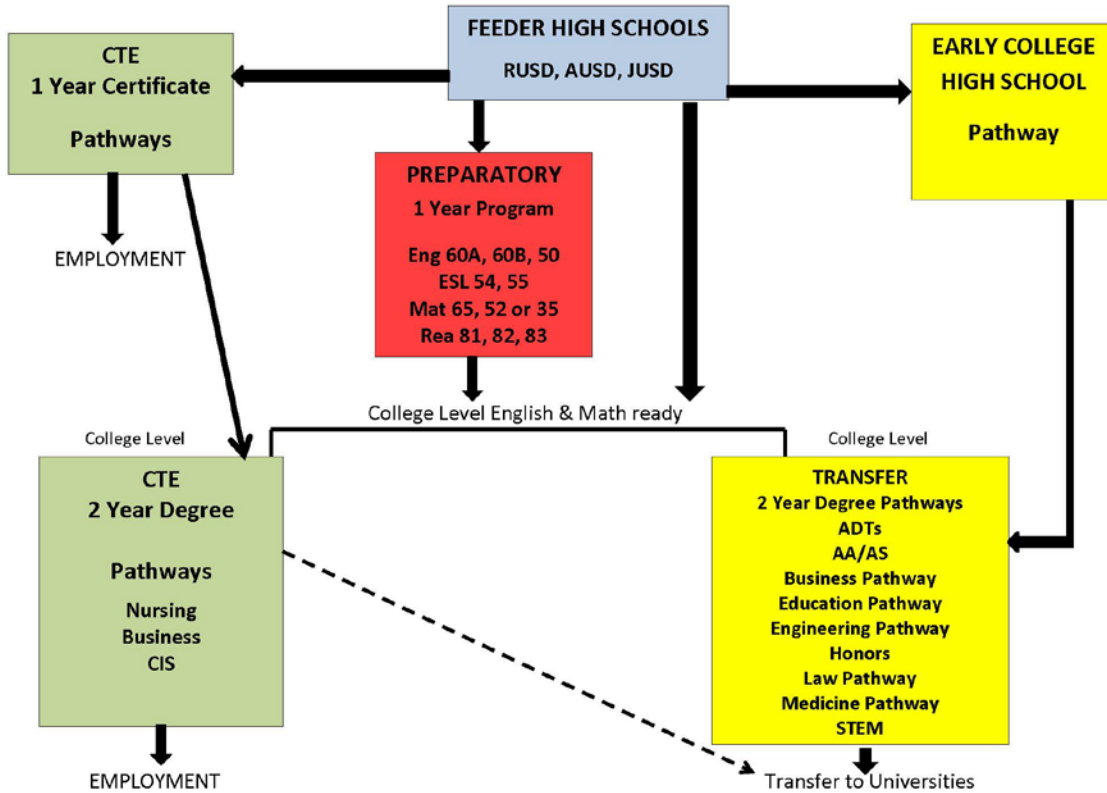 CTE
1 Year Certificate
Pathways
FEEDER HIGH SCHOOLS
RUSD, AUSD, JUSD
EARLY COLLEGE
HIGH SCHOOL
Pathway
PREPARATORY
1 Year Program
Eng 60A, 60B, 50
ESL 54, 55
Mat 65, 52 or 35
Rea 81, 82, 83
EMPLOYMENT
College Level English & Math ready
College Level
College Level
CTE
2 Year Degree
Pathways
Nursing
Business
CIS
TRANSFER
2 Year Degree Pathways
ADTs
AA/AS
Business Pathway
Education Pathway
Engineering Pathway
Honors
Law Pathway
Medicine Pathway
STEM
EMPLOYMENT
Transfer to Universities